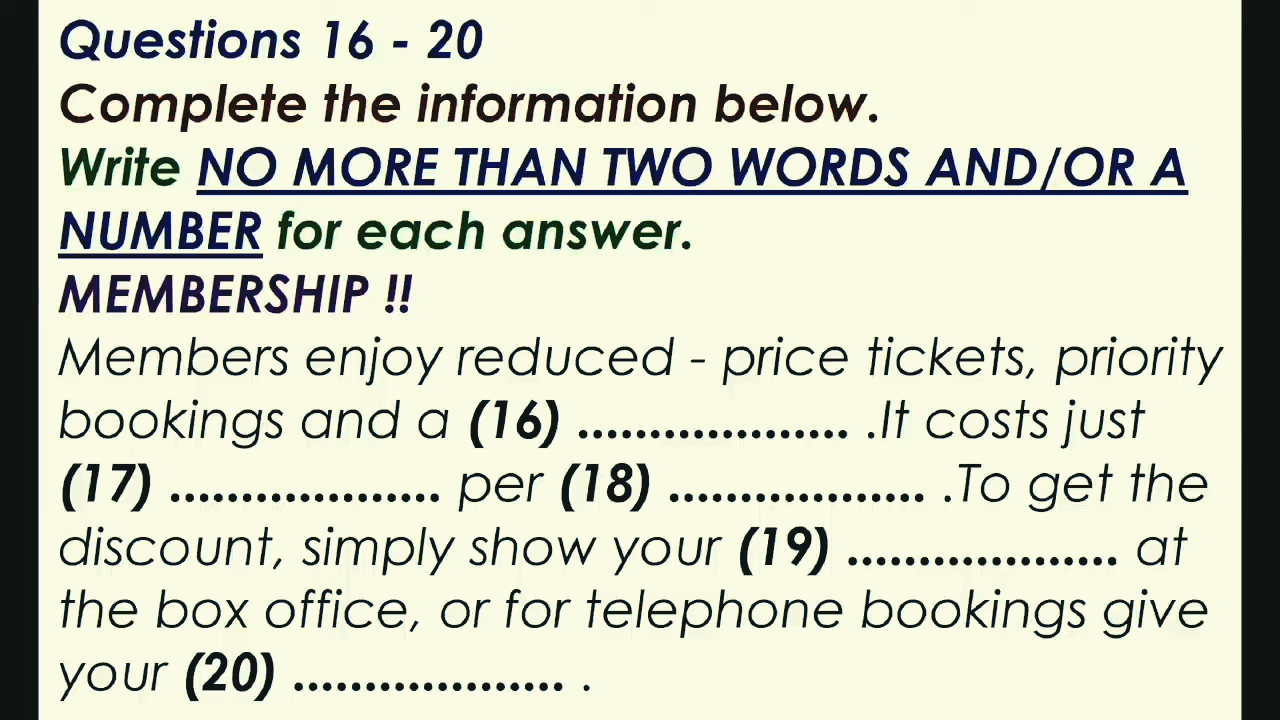 Questions 16 - 20
Complete the information below.
Write NO MORE THAN TWO WORDS AND/OR A
NUMBER for each answer.
MEMBERSHIP !!
Members enjoy reduced - price tickets, priority
bookings and a (16) ................... .It costs just
(17) ................... per (18) .................. .To get the
discount, simply show your (19) ................... at
the box office, or for telephone bookings give
your (20) ................... .